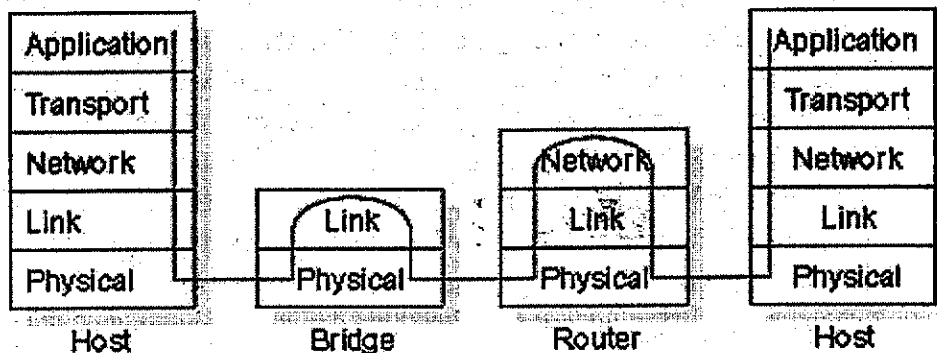 Application
Transport
Network
Link
Physical
Host
Link
Physical
Bridge
Network
Link
Physical
Router
Application
Transport
Network
Link
Physical
Host